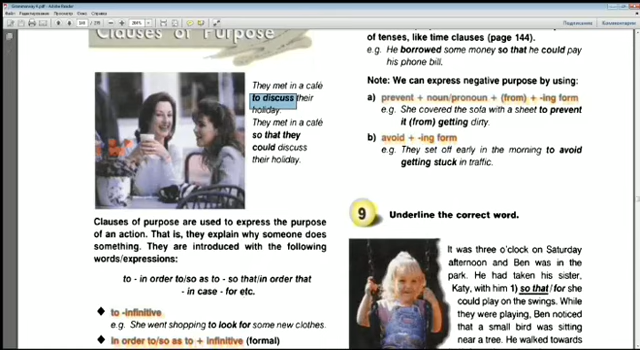 Clauses of Purpose
They met in a café
to discuss their
holiday.
They met in a café
so that they
could discuss
their holiday.
Clauses of purpose are used to express the purpose
of an action. That is, they explain why someone does
something. They are introduced with the following
words/expressions:
to - in order to/so as to - so that/in order that
- in case - for etc.
to -infinitive
e.g. She went shopping to look for some new clothes.
in order to/so as to + infinitive (formal)
of tenses, like time clauses (page 144).
e.g. He borrowed some money so that he could pay
his phone bill.
Note: We can express negative purpose by using:
a) prevent + noun/pronoun + (from) + -ing form
e.g. She covered the sofa with a sheet to prevent
it (from) getting dirty.
b) avoid + -ing form
e.g. They set off early in the morning to avoid
getting stuck in traffic.
9 Underline the correct word.
It was three o'clok on Saturday
afternoon and Ben was in the
park. He had taken his sister,
Katy, with him 1) so that/for she
could play on the swings. While
they were playing, Ben noticed
that a small bird was sitting
near a tree. He walked towards